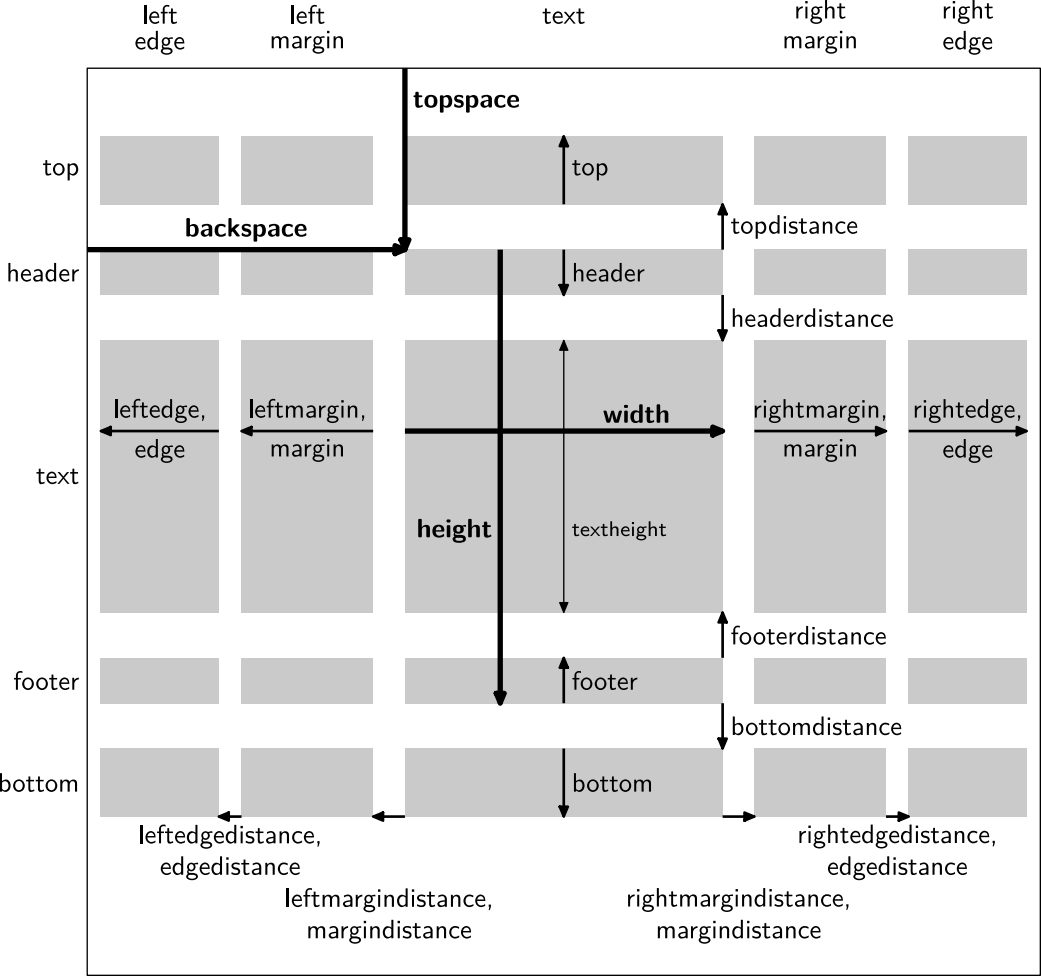 left
edge
left
margin
text
right
margin
right
edge
topspace
top
top
backspace
topdistance
header
header
headerdistance
leftedge,
edge
leftmargin,
margin
width
rightmargin,
margin
rightedge,
edge
text
height
textheight
footerdistance
footer
footer
bottomdistance
bottom
bottom
leftedgedistance,
edgedistance
rightedgedistance,
edgedistance
leftmargindistance,
margindistance
rightmargindistance,
margindistance